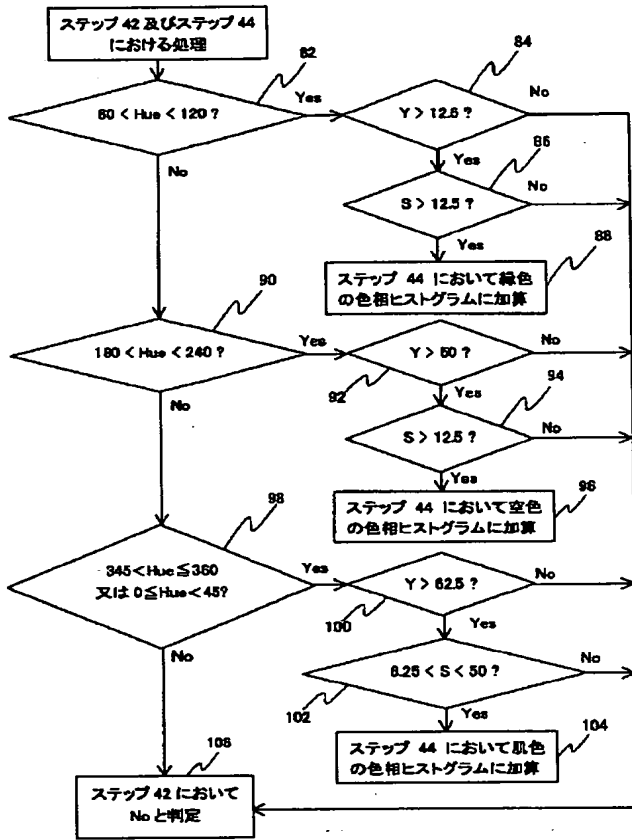 ステップ 42 及びステップ 44
における処理
82
60 < Hue < 120 ?
Yes
No
84
Y > 12.5 ?
No
Yes
86
S > 12.5 ?
No
Yes
88
ステップ 44 において緑色
の色相ヒストグラムに加算
90
180 < Hue < 240 ?
Yes
No
92
Y > 50 ?
No
Yes
94
S > 12.5 ?
No
Yes
96
ステップ 44 において空色
の色相ヒストグラムに加算
98
345<Hue≦360
又は 0≦Hue<45?
Yes
No
100
Y > 62.5 ?
No
Yes
102
6.25 < S < 50 ?
No
Yes
104
ステップ 44 において肌色
の色相ヒストグラムに加算
106
ステップ 42 において
No と判定